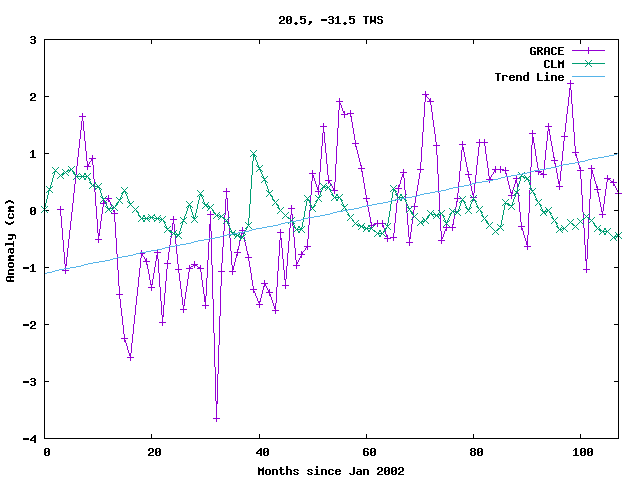 20.5, -31.5 TWS
GRACE
CLM
Trend Line
3
2
1
0
-1
-2
-3
-4
Anomaly (cm)
0 20 40 60 80 100
Months since Jan 2002